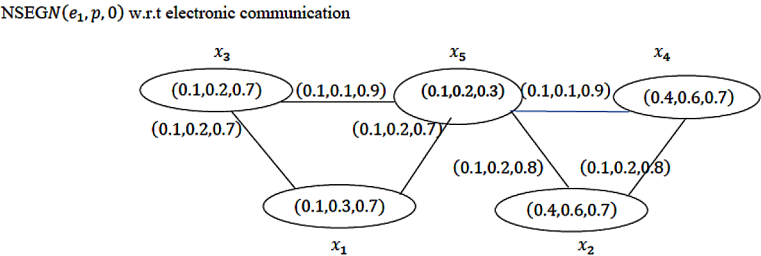 NSEGN(e₁, p, 0) w.r.t electronic communication
x₃ x₅ x₄
(0.1,0.2,0.7) (0.1,0.1,0.9) (0.1,0.2,0.3) (0.1,0.1,0.9) (0.4,0.6,0.7)
(0.1,0.2,0.7) (0.1,0.2,0.7)
(0.1,0.2,0.8) (0.1,0.2,0.8)
(0.1,0.3,0.7) (0.4,0.6,0.7)
x₁ x₂